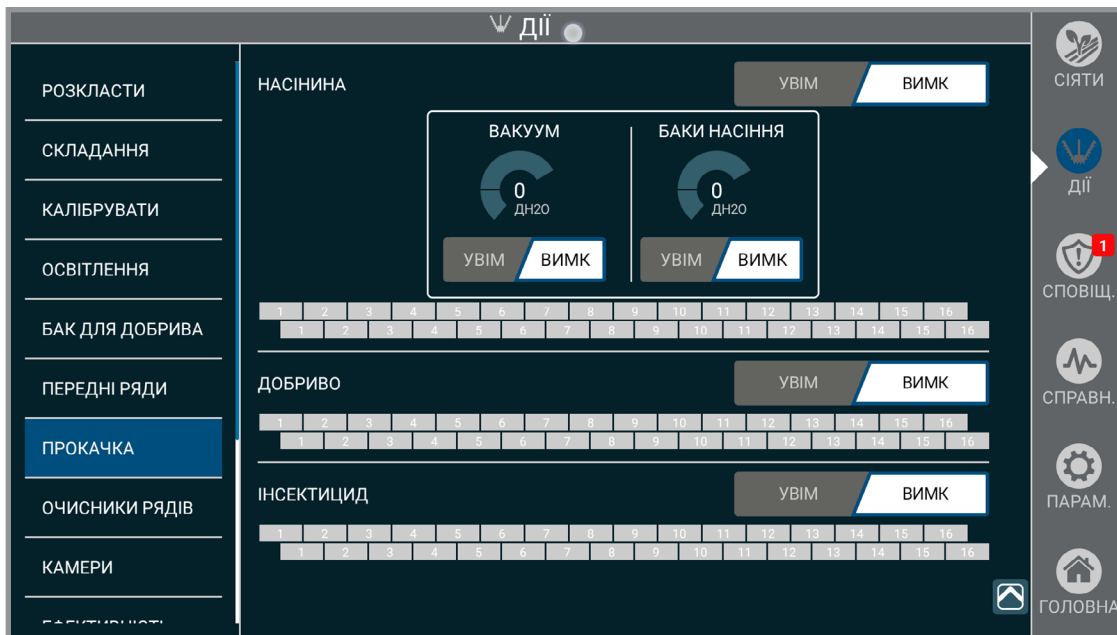 ДІЇ
РОЗКЛАСТИ
СКЛАДАННЯ
КАЛІБРУВАТИ
ОСВІТЛЕННЯ
БАК ДЛЯ ДОБРИВА
ПЕРЕДНІ РЯДИ
ПРОКАЧКА
ОЧИСНИКИ РЯДІВ
КАМЕРИ
НАСІНИНА
УВІМ ВИМК
ВАКУУМ
0
ДН2О
УВІМ ВИМК
БАКИ НАСІННЯ
0
ДН2О
УВІМ ВИМК
1 2 3 4 5 6 7 8 9 10 11 12 13 14 15 16
1 2 3 4 5 6 7 8 9 10 11 12 13 14 15 16
ДОБРИВО
УВІМ ВИМК
1 2 3 4 5 6 7 8 9 10 11 12 13 14 15 16
1 2 3 4 5 6 7 8 9 10 11 12 13 14 15 16
ІНСЕКТИЦИД
УВІМ ВИМК
1 2 3 4 5 6 7 8 9 10 11 12 13 14 15 16
1 2 3 4 5 6 7 8 9 10 11 12 13 14 15 16
СІЯТИ
ДІЇ
1
СПОВІЩ.
СПРАВН.
ПАРАМ.
ГОЛОВНА